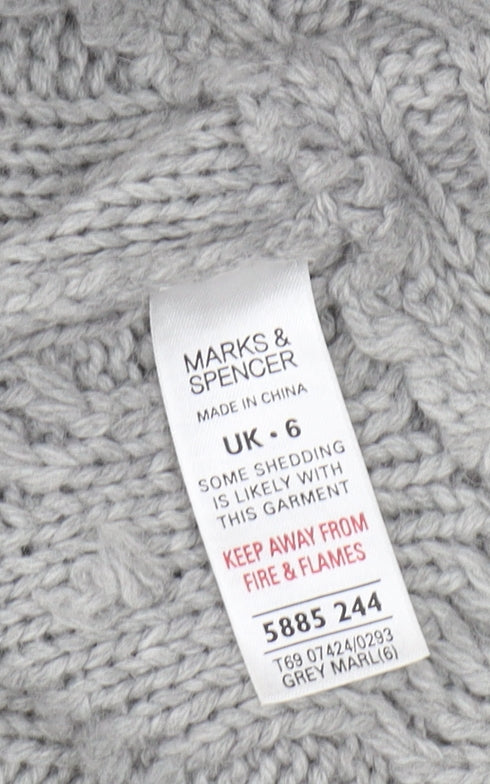 MARKS &
SPENCER
MADE IN CHINA
UK • 6
SOME SHEDDING
IS LIKELY WITH
THIS GARMENT
KEEP AWAY FROM
FIRE & FLAMES
5885 244
T69 07424/0293
GREY MARL(6)